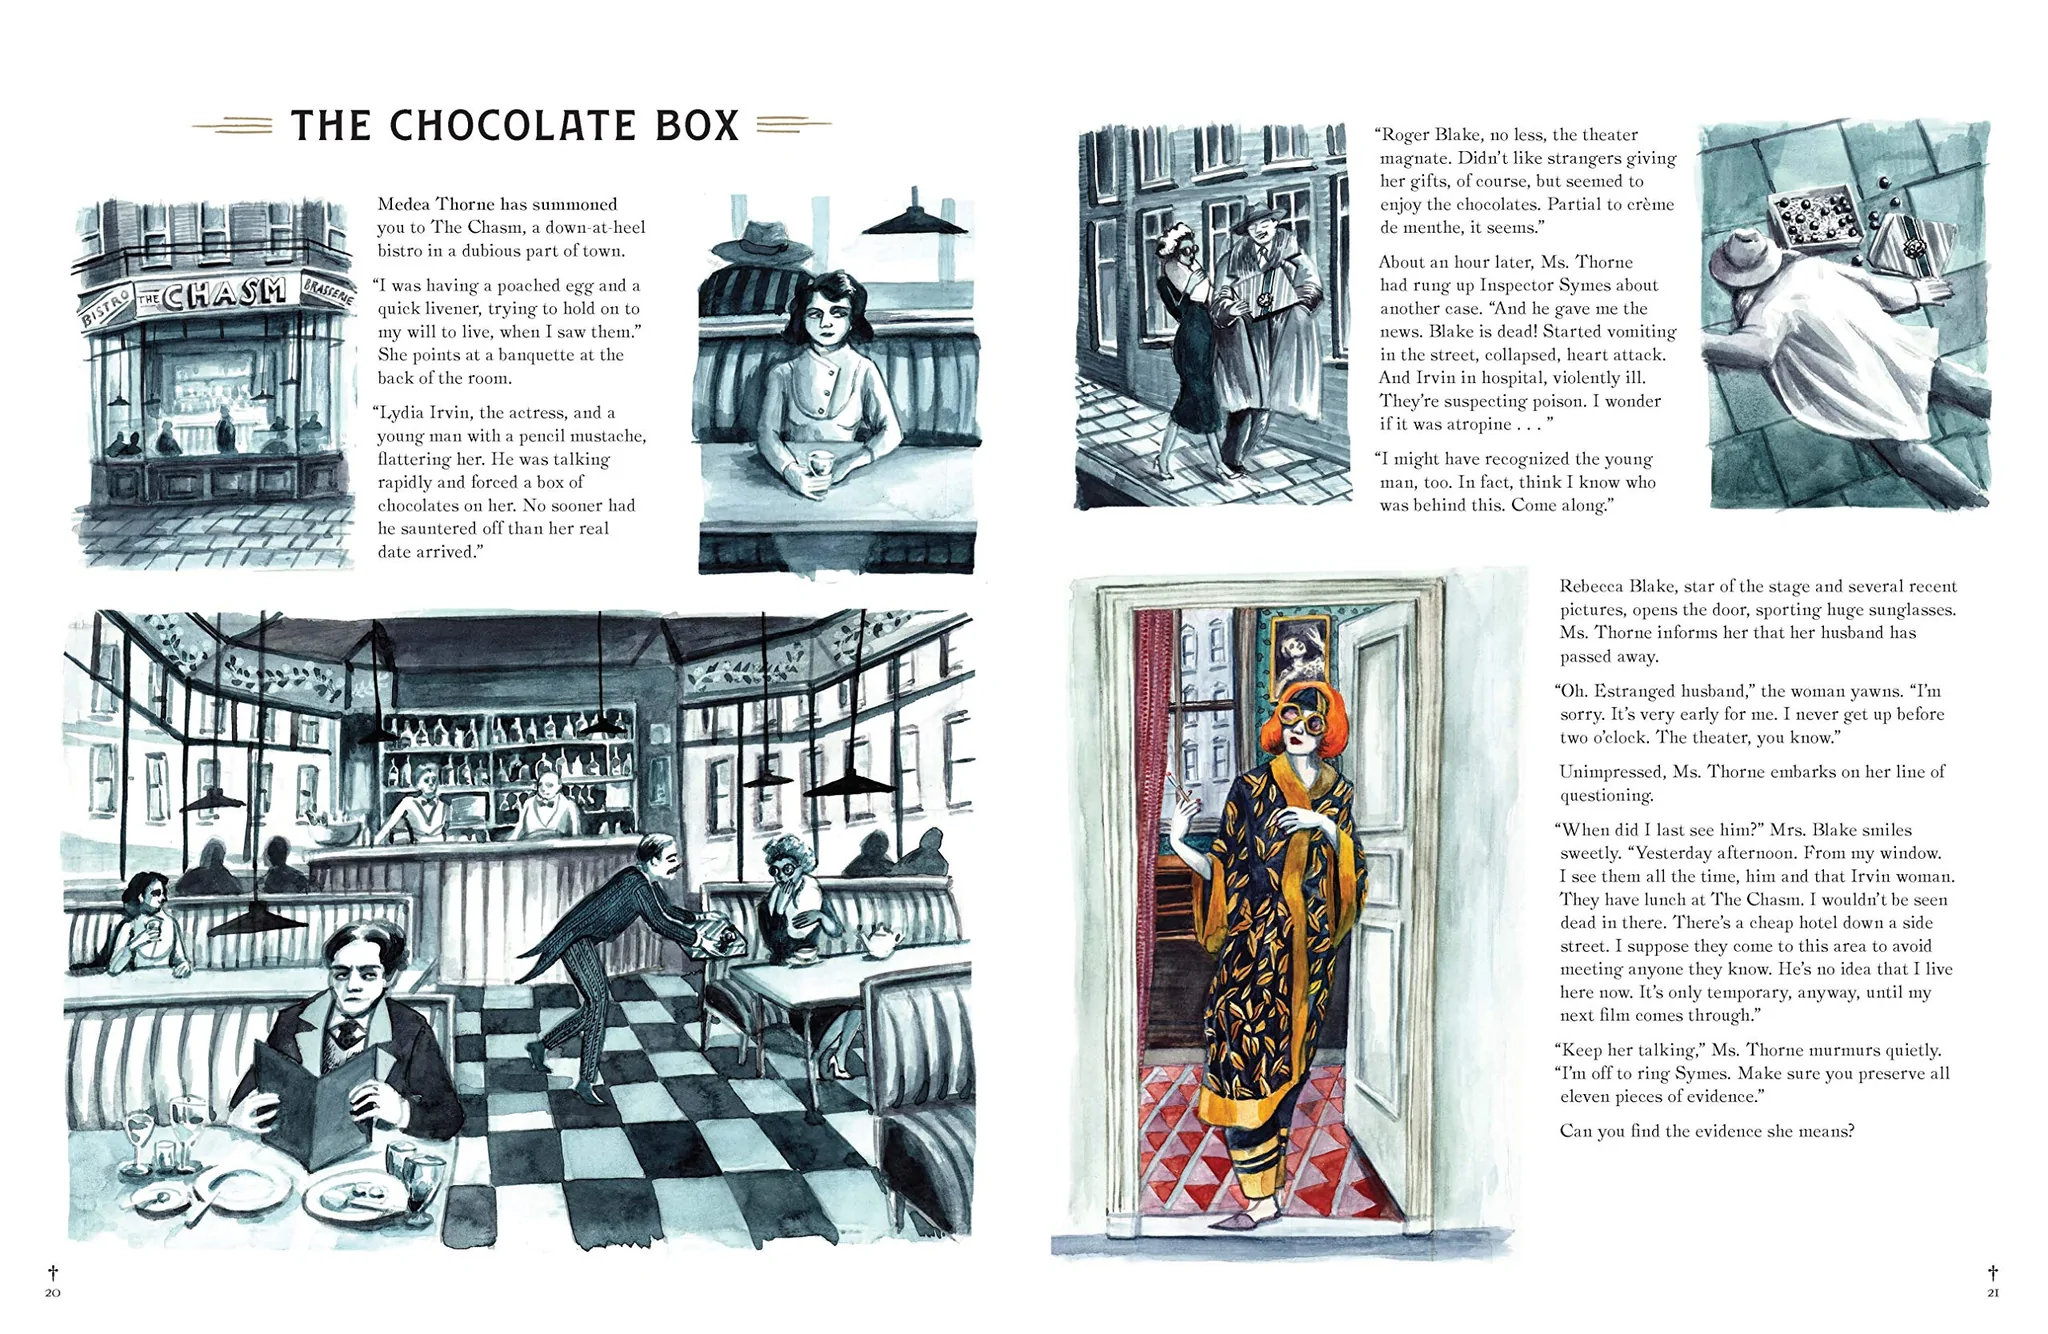 THE CHOCOLATE BOX
BISTRO THE CHASM BRASSERIE
Medea Thorne has summoned
you to The Chasm, a down-at-heel
bistro in a dubious part of town.
“I was having a poached egg and a
quick livener, trying to hold on to
my will to live, when I saw them.”
She points at a banquette at the
back of the room.
“Lydia Irvin, the actress, and a
young man with a pencil mustache,
flattering her. He was talking
rapidly and forced a box of
chocolates on her. No sooner had
he sauntered off than her real
date arrived.”
20
“Roger Blake, no less, the theater
magnate. Didn’t like strangers giving
her gifts, of course, but seemed to
enjoy the chocolates. Partial to crème
de menthe, it seems.”
About an hour later, Ms. Thorne
had rung up Inspector Symes about
another case. “And he gave me the
news. Blake is dead! Started vomiting
in the street, collapsed, heart attack.
And Irvin in hospital, violently ill.
They’re suspecting poison. I wonder
if it was atropine . . . ”
“I might have recognized the young
man, too. In fact, think I know who
was behind this. Come along.”
Rebecca Blake, star of the stage and several recent
pictures, opens the door, sporting huge sunglasses.
Ms. Thorne informs her that her husband has
passed away.
“Oh. Estranged husband,” the woman yawns. “I’m
sorry. It’s very early for me. I never get up before
two o’clock. The theater, you know.”
Unimpressed, Ms. Thorne embarks on her line of
questioning.
“When did I last see him?” Mrs. Blake smiles
sweetly. “Yesterday afternoon. From my window.
I see them all the time, him and that Irvin woman.
They have lunch at The Chasm. I wouldn’t be seen
dead in there. There’s a cheap hotel down a side
street. I suppose they come to this area to avoid
meeting anyone they know. He’s no idea that I live
here now. It’s only temporary, anyway, until my
next film comes through.”
“Keep her talking,” Ms. Thorne murmurs quietly.
“I’m off to ring Symes. Make sure you preserve all
eleven pieces of evidence.”
Can you find the evidence she means?
21